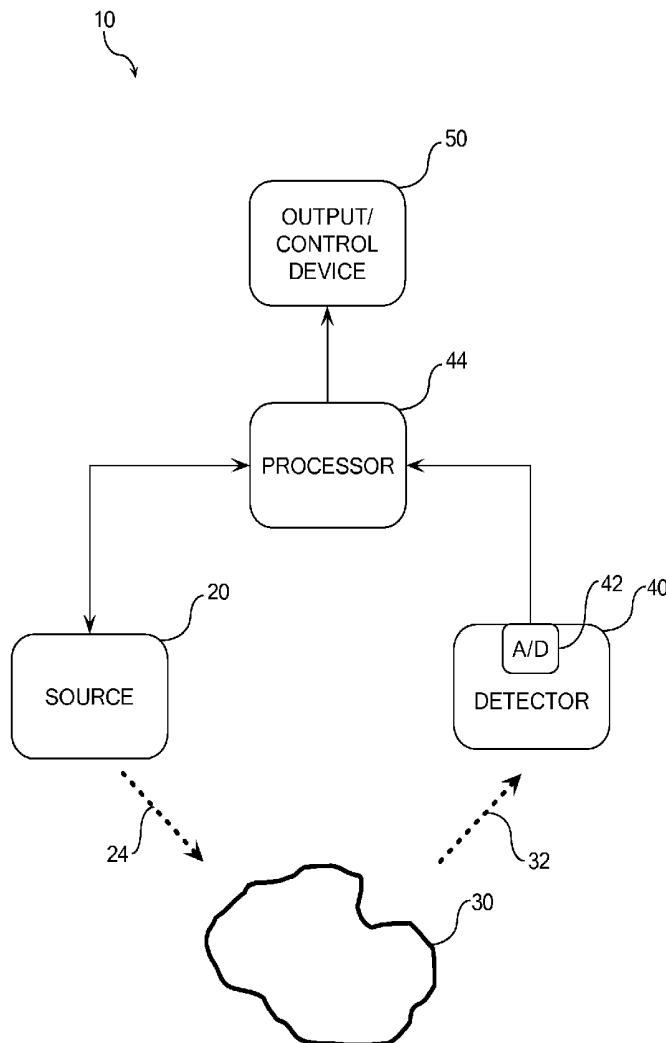 10
50
OUTPUT/
CONTROL
DEVICE
44
PROCESSOR
20
42
40
A/D
SOURCE
DETECTOR
24
32
30